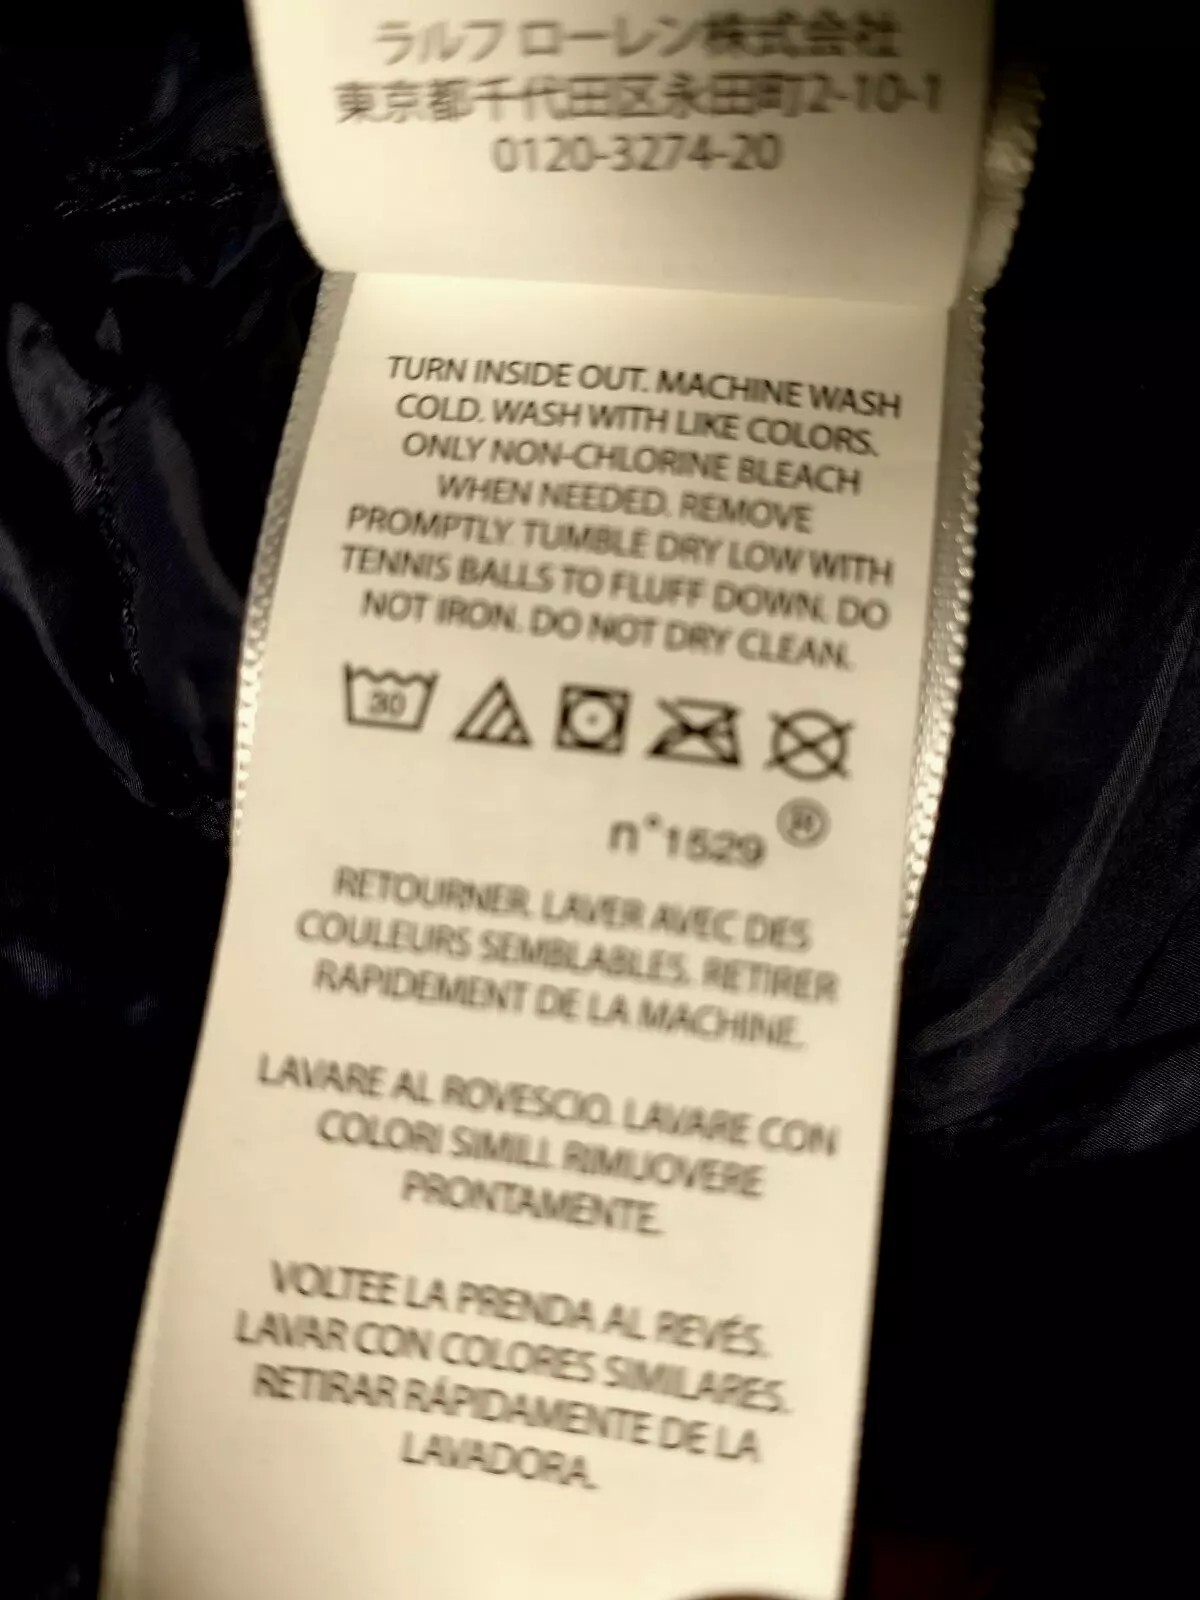 ラルフ ローレン株式会社
東京都千代田区永田町2-10-1
0120-3274-20
TURN INSIDE OUT. MACHINE WASH
COLD. WASH WITH LIKE COLORS.
ONLY NON-CHLORINE BLEACH
WHEN NEEDED. REMOVE
PROMPTLY. TUMBLE DRY LOW WITH
TENNIS BALLS TO FLUFF DOWN. DO
NOT IRON. DO NOT DRY CLEAN.
30
n°1529 ®
RETOURNER. LAVER AVEC DES
COULEURS SEMBLABLES. RETIRER
RAPIDEMENT DE LA MACHINE.
LAVARE AL ROVESCIO. LAVARE CON
COLORI SIMILI. RIMUOVERE
PRONTAMENTE.
VOLTEE LA PRENDA AL REVÉS.
LAVAR CON COLORES SIMILARES.
RETIRAR RÁPIDAMENTE DE LA
LAVADORA.